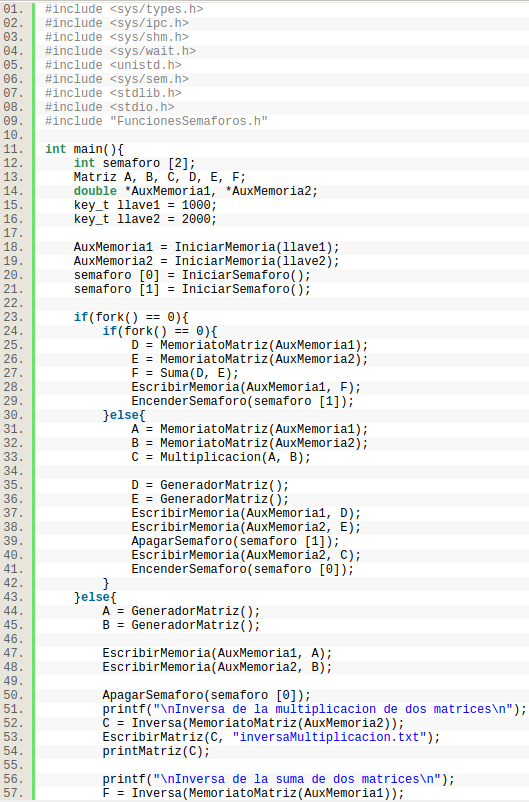 01. #include <sys/types.h>
02. #include <sys/ipc.h>
03. #include <sys/shm.h>
04. #include <sys/wait.h>
05. #include <unistd.h>
06. #include <sys/sem.h>
07. #include <stdlib.h>
08. #include <stdio.h>
09. #include "FuncionesSemaforos.h"
10.
11. int main(){
12.     int semaforo [2];
13.     Matriz A, B, C, D, E, F;
14.     double *AuxMemoria1, *AuxMemoria2;
15.     key_t llave1 = 1000;
16.     key_t llave2 = 2000;
17.
18.     AuxMemoria1 = IniciarMemoria(llave1);
19.     AuxMemoria2 = IniciarMemoria(llave2);
20.     semaforo [0] = IniciarSemaforo();
21.     semaforo [1] = IniciarSemaforo();
22.
23.     if(fork() == 0){
24.         if(fork() == 0){
25.             D = MemoriatoMatriz(AuxMemoria1);
26.             E = MemoriatoMatriz(AuxMemoria2);
27.             F = Suma(D, E);
28.             EscribirMemoria(AuxMemoria1, F);
29.             EncenderSemaforo(semaforo [1]);
30.         }else{
31.             A = MemoriatoMatriz(AuxMemoria1);
32.             B = MemoriatoMatriz(AuxMemoria2);
33.             C = Multiplicacion(A, B);
34.
35.             D = GeneradorMatriz();
36.             E = GeneradorMatriz();
37.             EscribirMemoria(AuxMemoria1, D);
38.             EscribirMemoria(AuxMemoria2, E);
39.             ApagarSemaforo(semaforo [1]);
40.             EscribirMemoria(AuxMemoria2, C);
41.             EncenderSemaforo(semaforo [0]);
42.         }
43.     }else{
44.         A = GeneradorMatriz();
45.         B = GeneradorMatriz();
46.
47.         EscribirMemoria(AuxMemoria1, A);
48.         EscribirMemoria(AuxMemoria2, B);
49.
50.         ApagarSemaforo(semaforo [0]);
51.         printf("\nInversa de la multiplicacion de dos matrices\n");
52.         C = Inversa(MemoriatoMatriz(AuxMemoria2));
53.         EscribirMatriz(C, "inversaMultiplicacion.txt");
54.         printMatriz(C);
55.
56.         printf("\nInversa de la suma de dos matrices\n");
57.         F = Inversa(MemoriatoMatriz(AuxMemoria1));